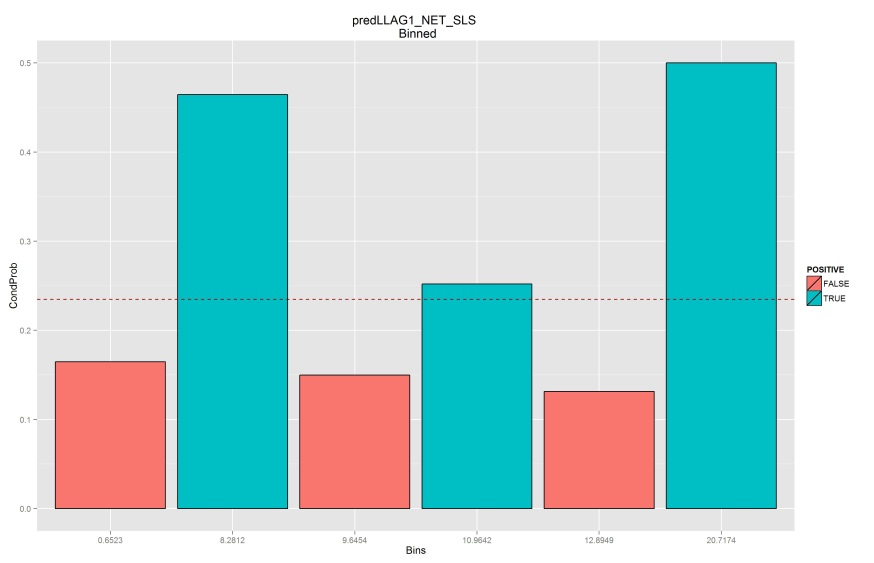 predLLAG1_NET_SLS
Binned
0.5
0.4
0.3
0.2
0.1
0.0
CondProb
0.6523
8.2812
9.6454
10.9642
12.8949
20.7174
Bins
POSITIVE
FALSE
TRUE